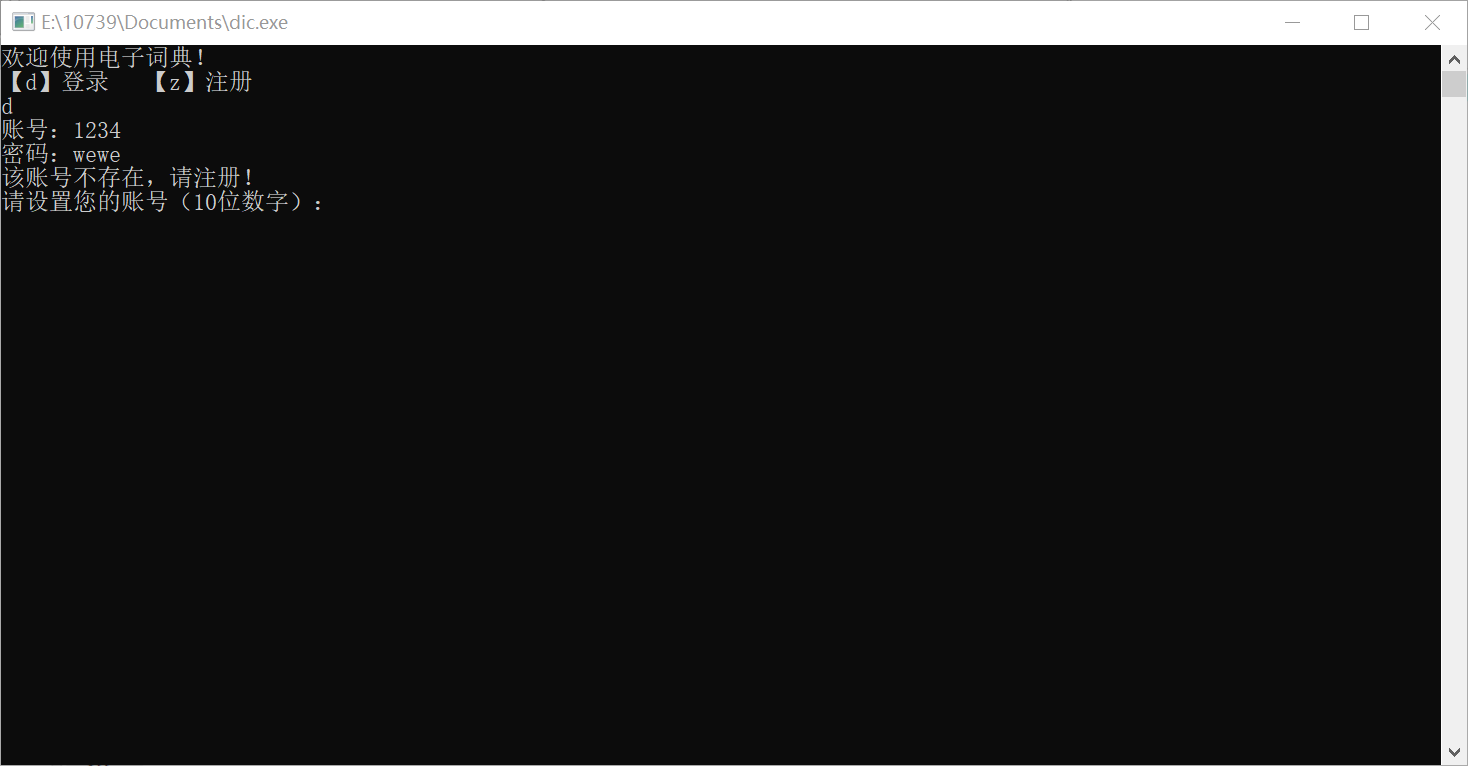 E:\10739\Documents\dic.exe
欢迎使用电子词典！
【d】登录   【z】注册
d
账号：1234
密码：wewe
该账号不存在，请注册！
请设置您的账号（10位数字）：